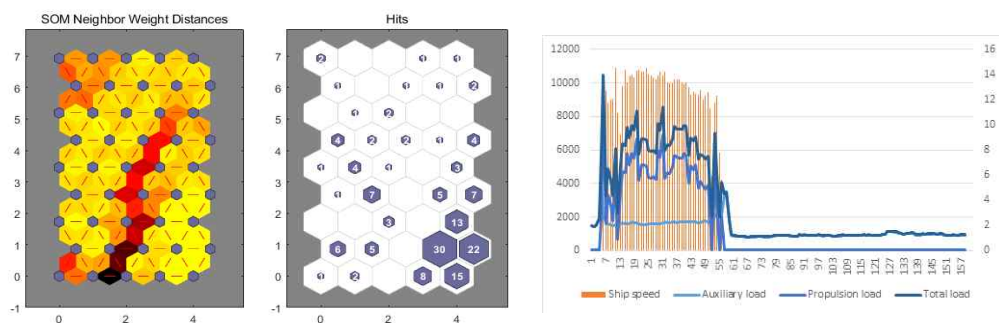 SOM Neighbor Weight Distances
7
6
5
4
3
2
1
0
-1
0 2 4
Hits
7
6
5
4
3
2
1
0
-1
0 2 4
2 1 1
1 1 1 2
1 2
4 2 2 1 4
1 4 1 3
1 7 5 7
3 13
6 5 30 22
1 2 8 15
12000
10000
8000
6000
4000
2000
0
16
14
12
10
8
6
4
2
0
1 7 13 19 25 31 37 43 49 55 61 67 73 79 85 91 97 103 109 115 121 127 133 139 145 151 157
Ship speed Auxiliary load Propulsion load Total load